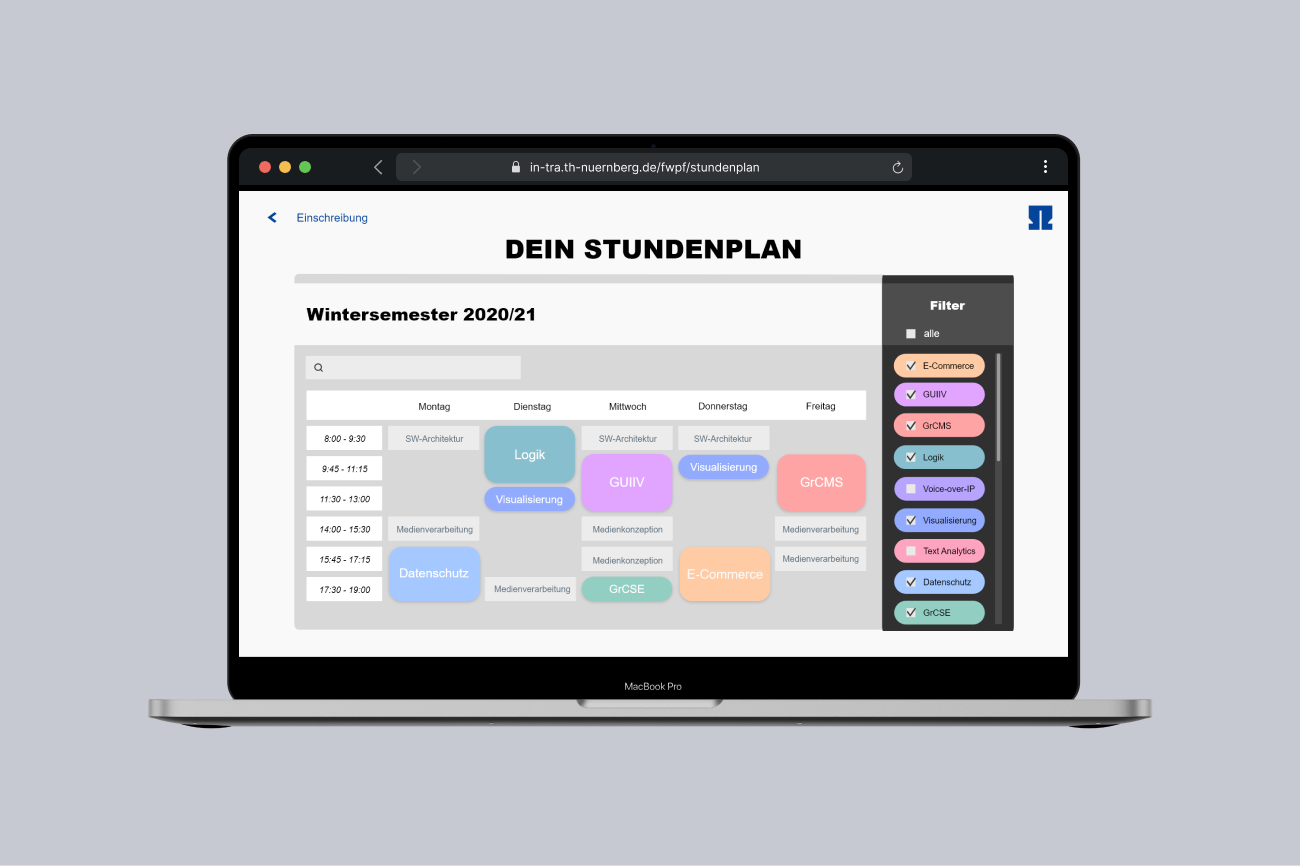 in-tra.th-nuernberg.de/fwpf/stundenplan
Einschreibung
DEIN STUNDENPLAN
Wintersemester 2020/21
Filter
alle
E-Commerce
GUIIV
GrCMS
Logik
Voice-over-IP
Visualisierung
Text Analytics
Datenschutz
GrCSE
Montag Dienstag Mittwoch Donnerstag Freitag
8:00 - 9:30 SW-Architektur Logik SW-Architektur SW-Architektur
9:45 - 11:15 GUIIV Visualisierung GrCMS
11:30 - 13:00 Visualisierung
14:00 - 15:30 Medienverarbeitung Medienkonzeption Medienverarbeitung
15:45 - 17:15 Datenschutz Medienkonzeption E-Commerce Medienverarbeitung
17:30 - 19:00 Medienverarbeitung GrCSE
MacBook Pro